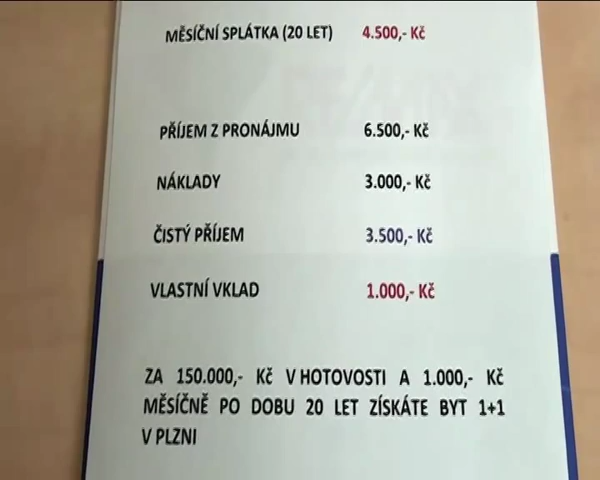 MĚSÍČNÍ SPLÁTKA (20 LET) 4.500,- Kč
PŘÍJEM Z PRONÁJMU 6.500,- Kč
NÁKLADY 3.000,- Kč
ČISTÝ PŘÍJEM 3.500,- Kč
VLASTNÍ VKLAD 1.000,- Kč
ZA 150.000,- Kč V HOTOVOSTI A 1.000,- Kč
MĚSÍČNĚ PO DOBU 20 LET ZÍSKÁTE BYT 1+1
V PLZNI